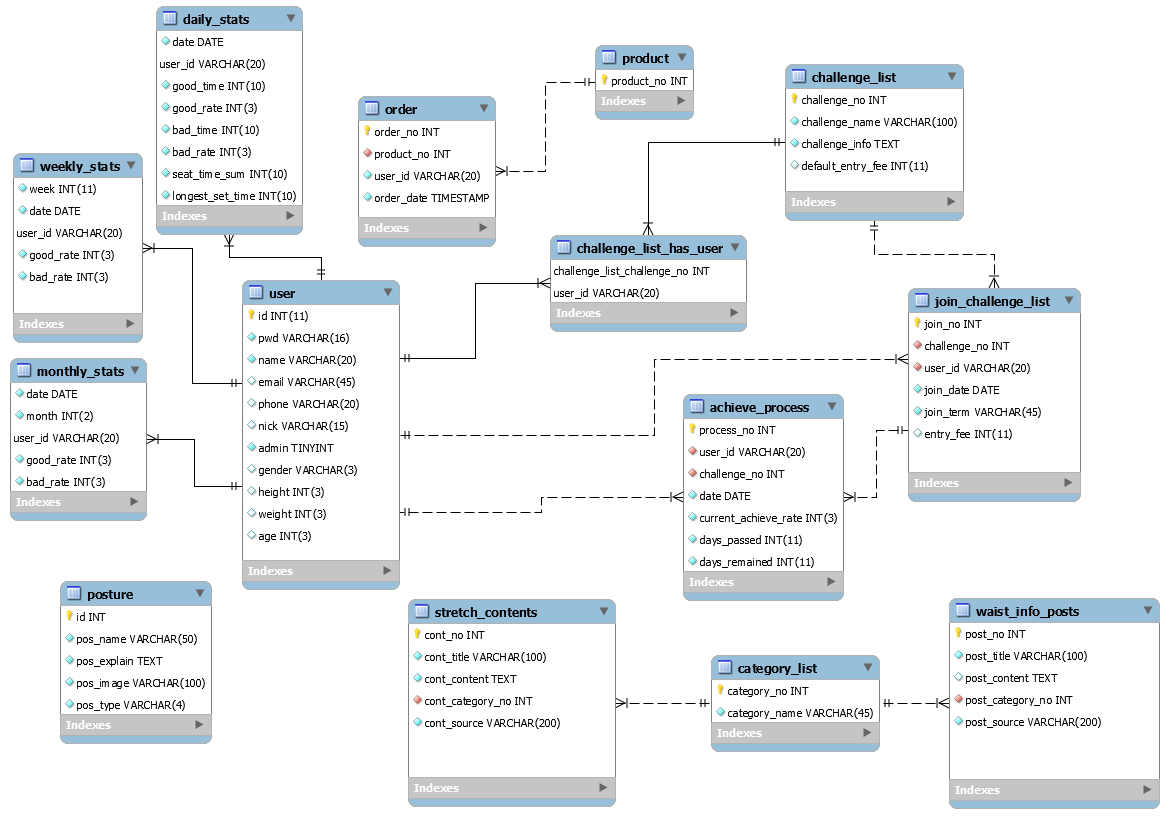 daily_stats
date DATE
user_id VARCHAR(20)
good_time INT(10)
good_rate INT(3)
bad_time INT(10)
bad_rate INT(3)
seat_time_sum INT(10)
longest_set_time INT(10)
Indexes
product
product_no INT
Indexes
challenge_list
challenge_no INT
challenge_name VARCHAR(100)
challenge_info TEXT
default_entry_fee INT(11)
Indexes
order
order_no INT
product_no INT
user_id VARCHAR(20)
order_date TIMESTAMP
Indexes
weekly_stats
week INT(11)
date DATE
user_id VARCHAR(20)
good_rate INT(3)
bad_rate INT(3)
Indexes
challenge_list_has_user
challenge_list_challenge_no INT
user_id VARCHAR(20)
Indexes
user
id INT(11)
pwd VARCHAR(16)
name VARCHAR(20)
email VARCHAR(45)
phone VARCHAR(20)
nick VARCHAR(15)
admin TINYINT
gender VARCHAR(3)
height INT(3)
weight INT(3)
age INT(3)
Indexes
join_challenge_list
join_no INT
challenge_no INT
user_id VARCHAR(20)
join_date DATE
join_term VARCHAR(45)
entry_fee INT(11)
Indexes
monthly_stats
date DATE
month INT(2)
user_id VARCHAR(20)
good_rate INT(3)
bad_rate INT(3)
Indexes
achieve_process
process_no INT
user_id VARCHAR(20)
challenge_no INT
date DATE
current_achieve_rate INT(3)
days_passed INT(11)
days_remained INT(11)
Indexes
posture
id INT
pos_name VARCHAR(50)
pos_explain TEXT
pos_image VARCHAR(100)
pos_type VARCHAR(4)
Indexes
stretch_contents
cont_no INT
cont_title VARCHAR(100)
cont_content TEXT
cont_category_no INT
cont_source VARCHAR(200)
Indexes
category_list
category_no INT
category_name VARCHAR(45)
Indexes
waist_info_posts
post_no INT
post_title VARCHAR(100)
post_content TEXT
post_category_no INT
post_source VARCHAR(200)
Indexes